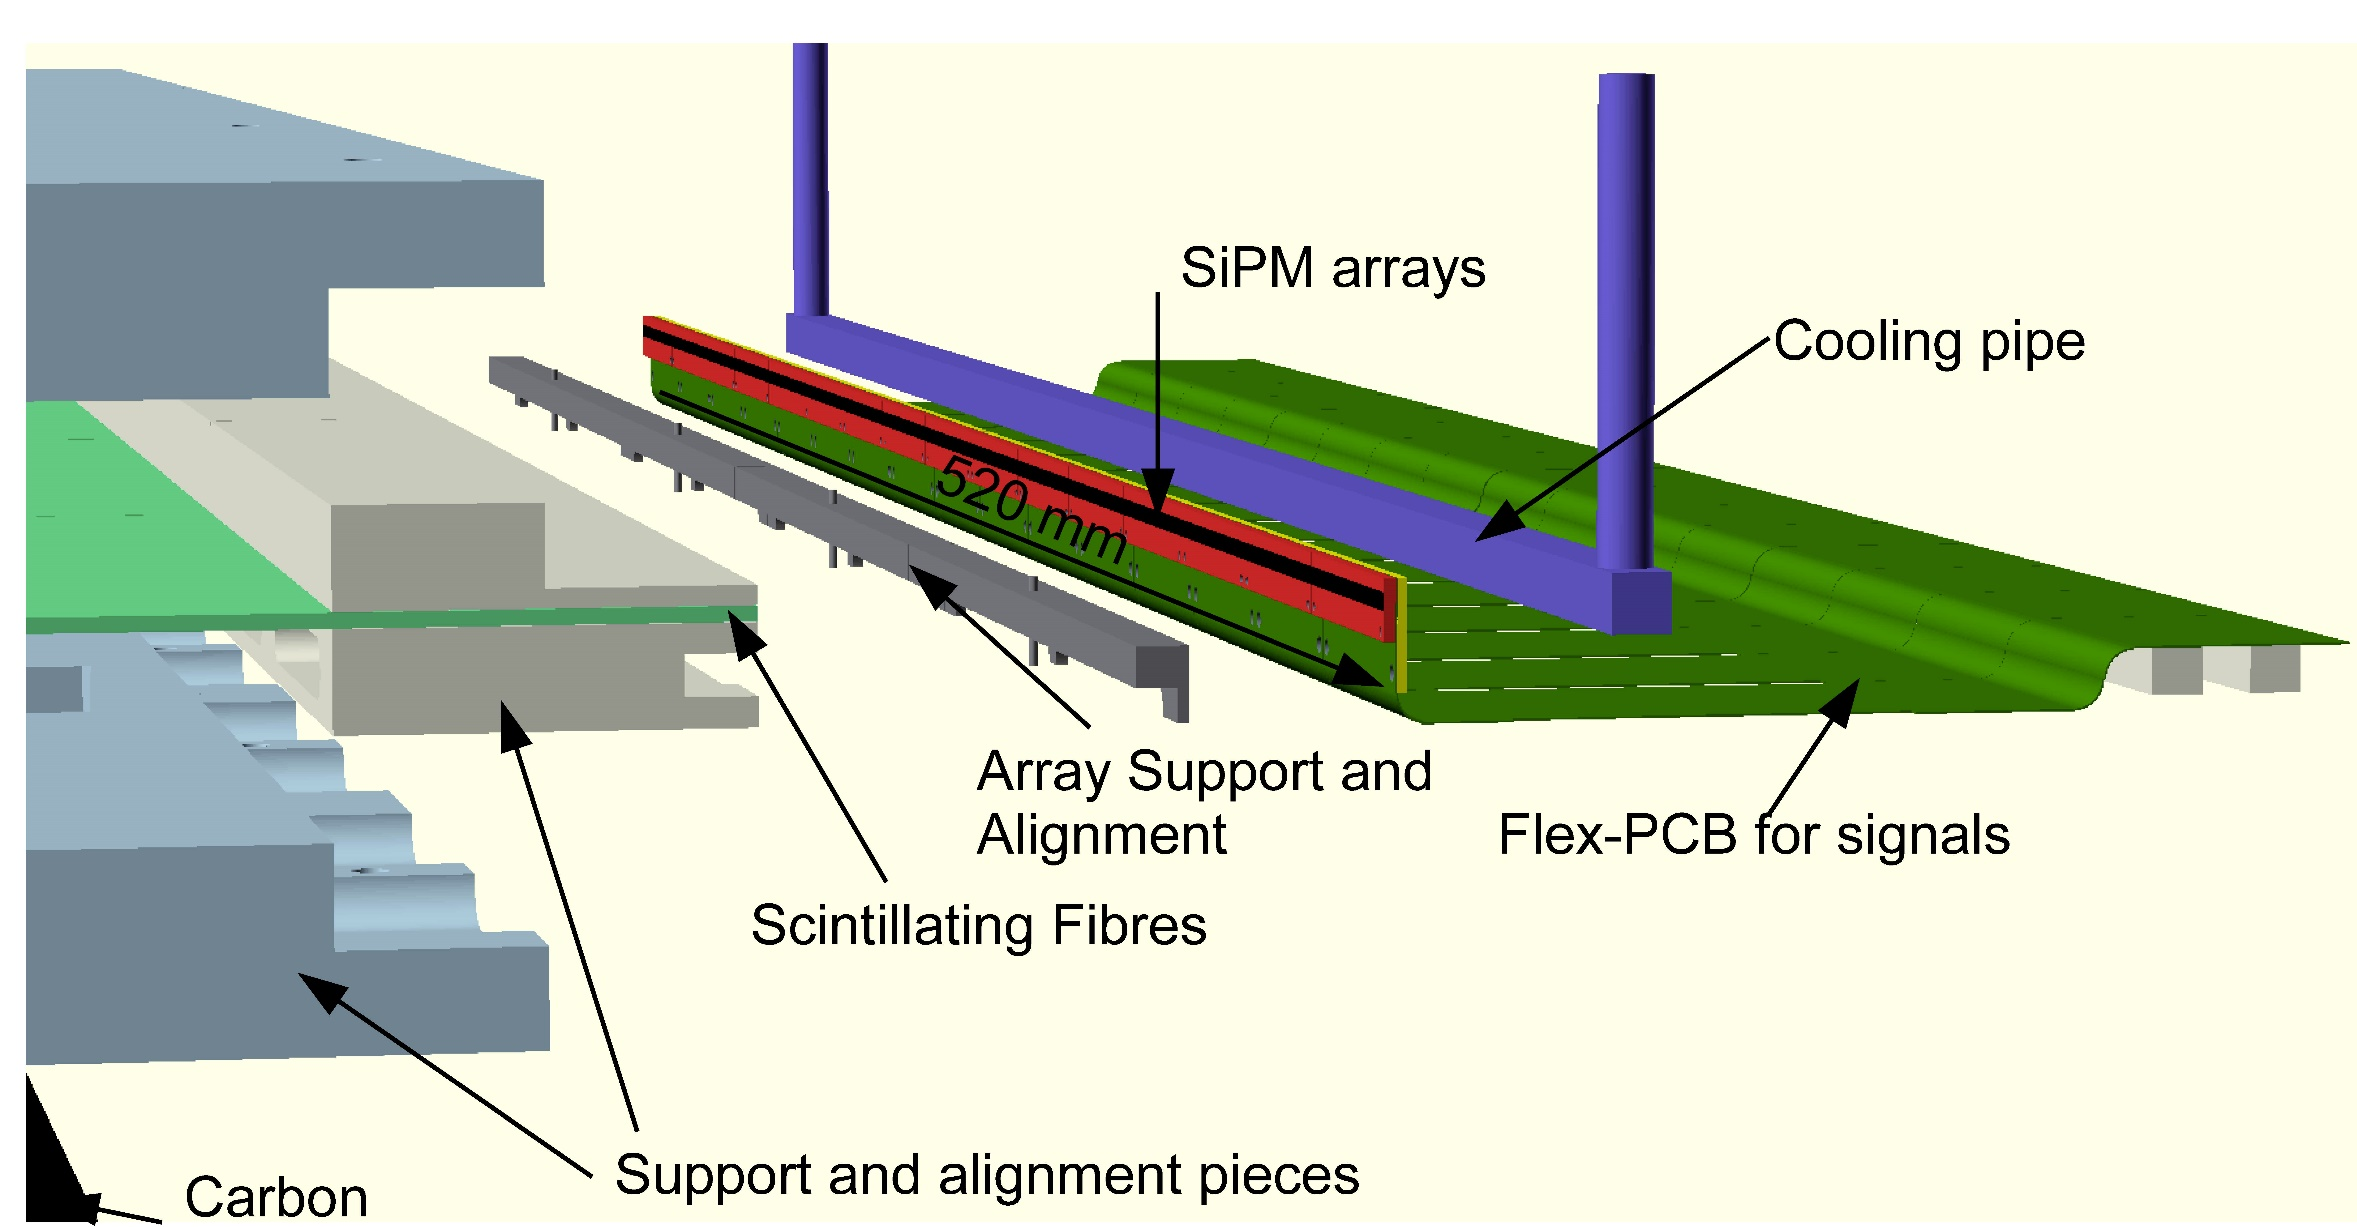 SiPM arrays
Cooling pipe
520 mm
Array Support and
Alignment
Flex-PCB for signals
Scintillating Fibres
Support and alignment pieces
Carbon